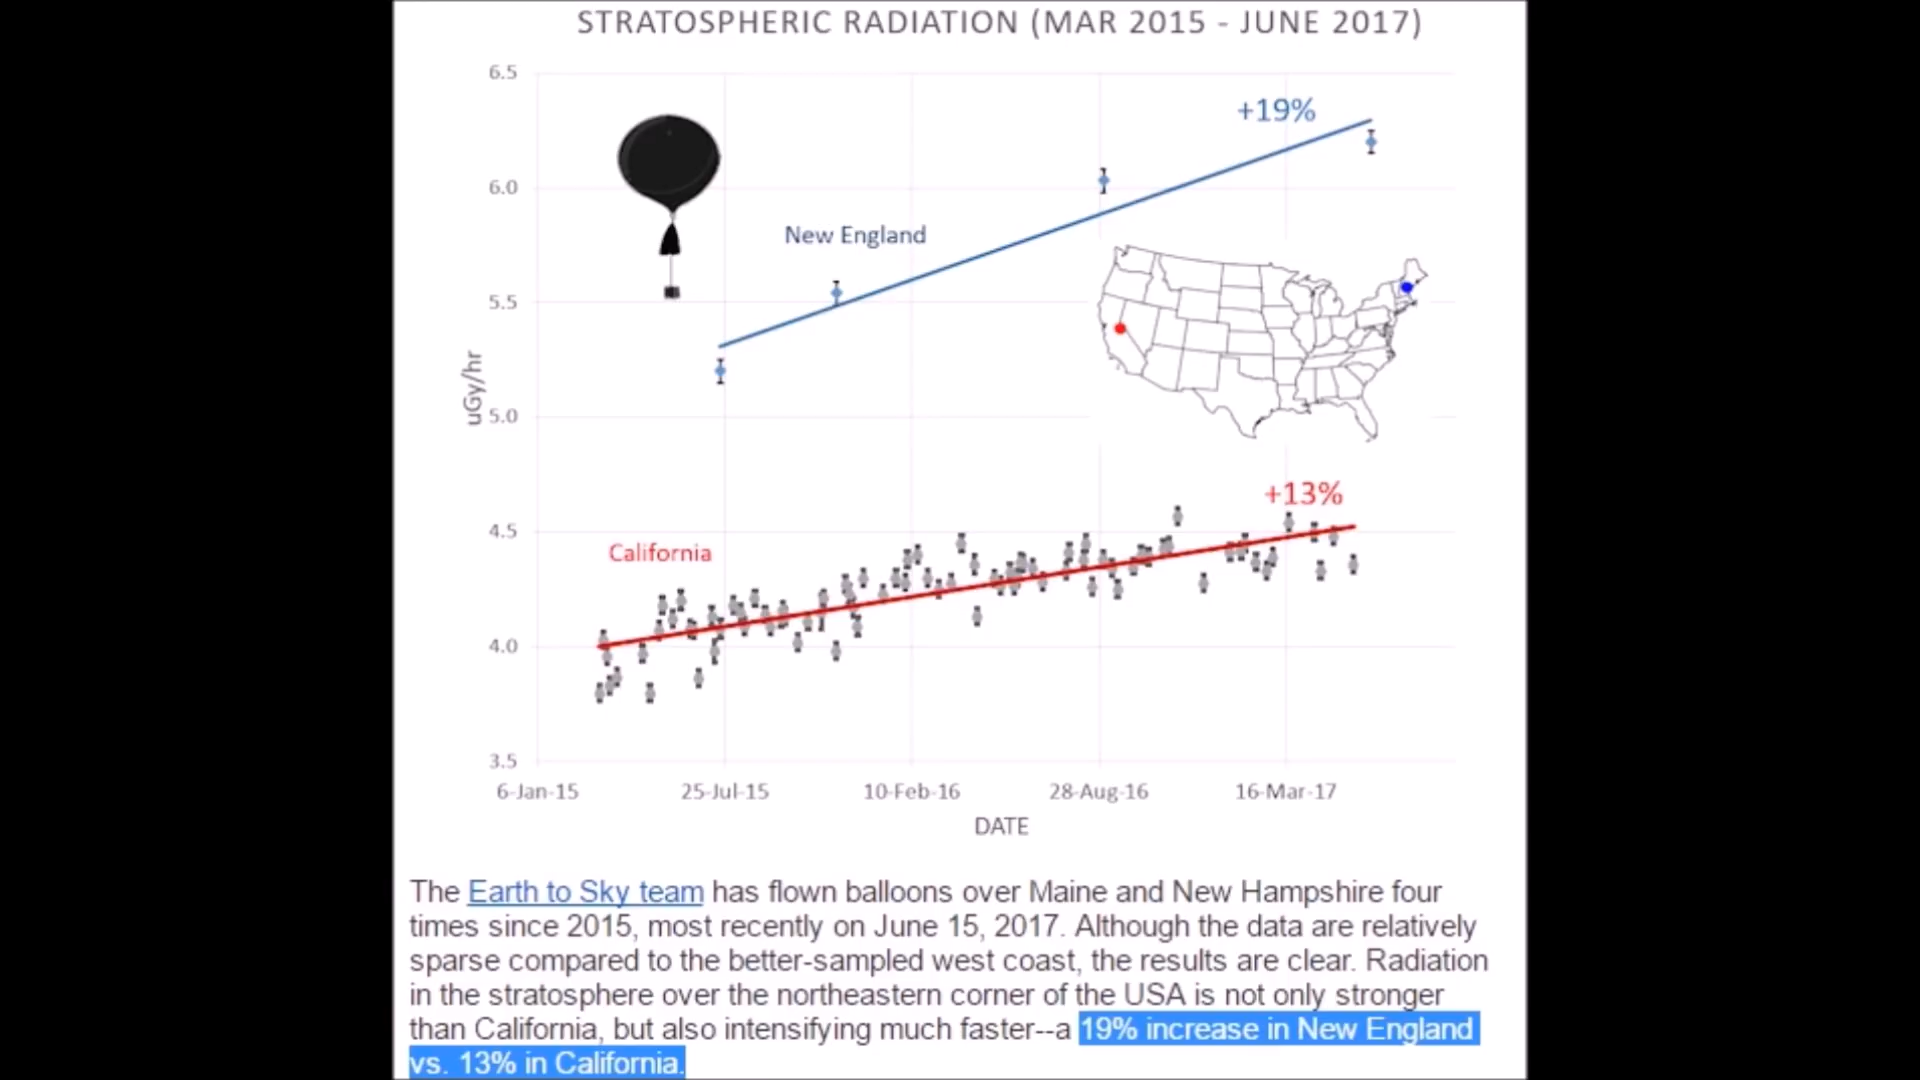 STRATOSPHERIC RADIATION (MAR 2015 - JUNE 2017)
6.5
+19%
6.0
New England
5.5
uGy/hr
5.0
+13%
4.5
California
4.0
3.5
6-Jan-15 25-Jul-15 10-Feb-16 28-Aug-16 16-Mar-17
DATE
The Earth to Sky team has flown balloons over Maine and New Hampshire four
times since 2015, most recently on June 15, 2017. Although the data are relatively
sparse compared to the better-sampled west coast, the results are clear. Radiation
in the stratosphere over the northeastern corner of the USA is not only stronger
than California, but also intensifying much faster--a 19% increase in New England
vs. 13% in California.